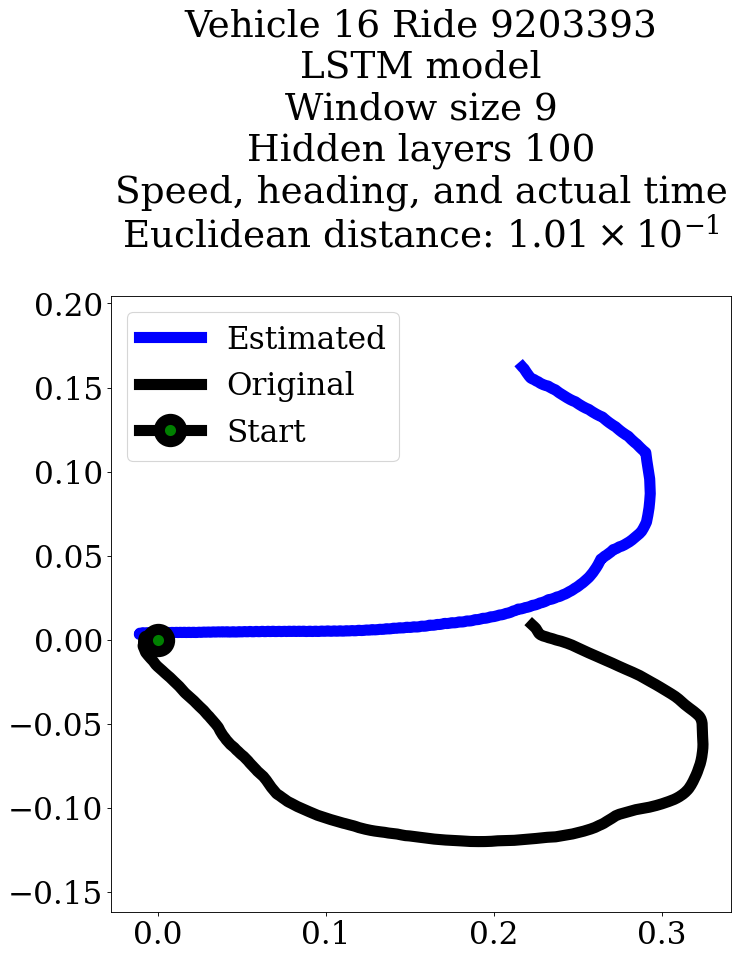 Vehicle 16 Ride 9203393
LSTM model
Window size 9
Hidden layers 100
Speed, heading, and actual time
Euclidean distance: 1.01 × 10⁻¹
Estimated
Original
Start
0.20
0.15
0.10
0.05
0.00
−0.05
−0.10
−0.15
0.0 0.1 0.2 0.3